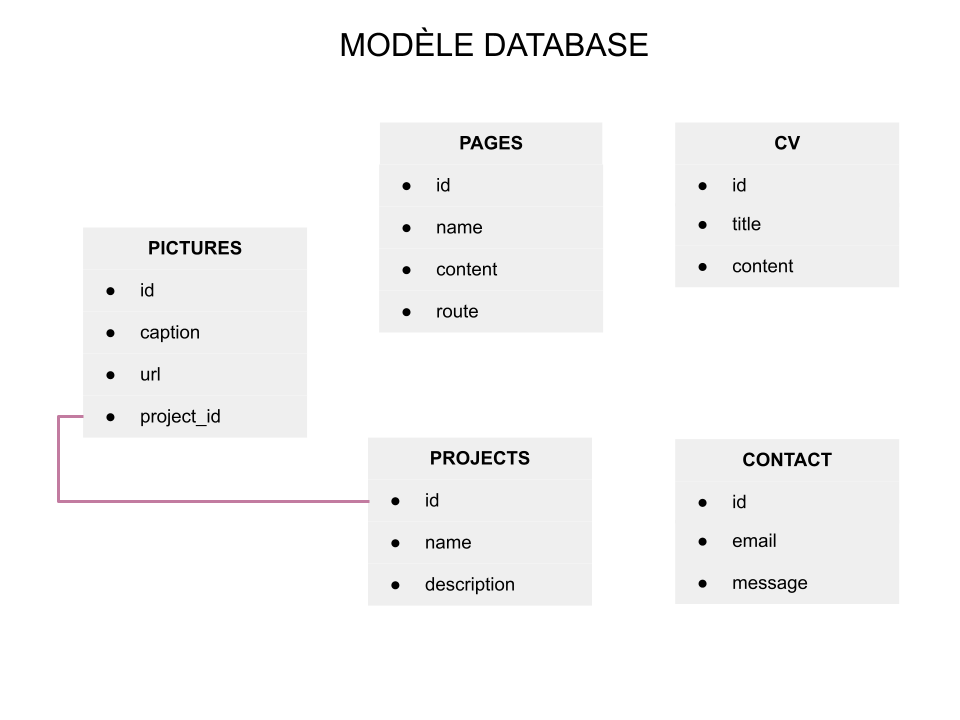 MODÈLE DATABASE
PICTURES
● id
● caption
● url
● project_id
PAGES
● id
● name
● content
● route
PROJECTS
● id
● name
● description
CV
● id
● title
● content
CONTACT
● id
● email
● message